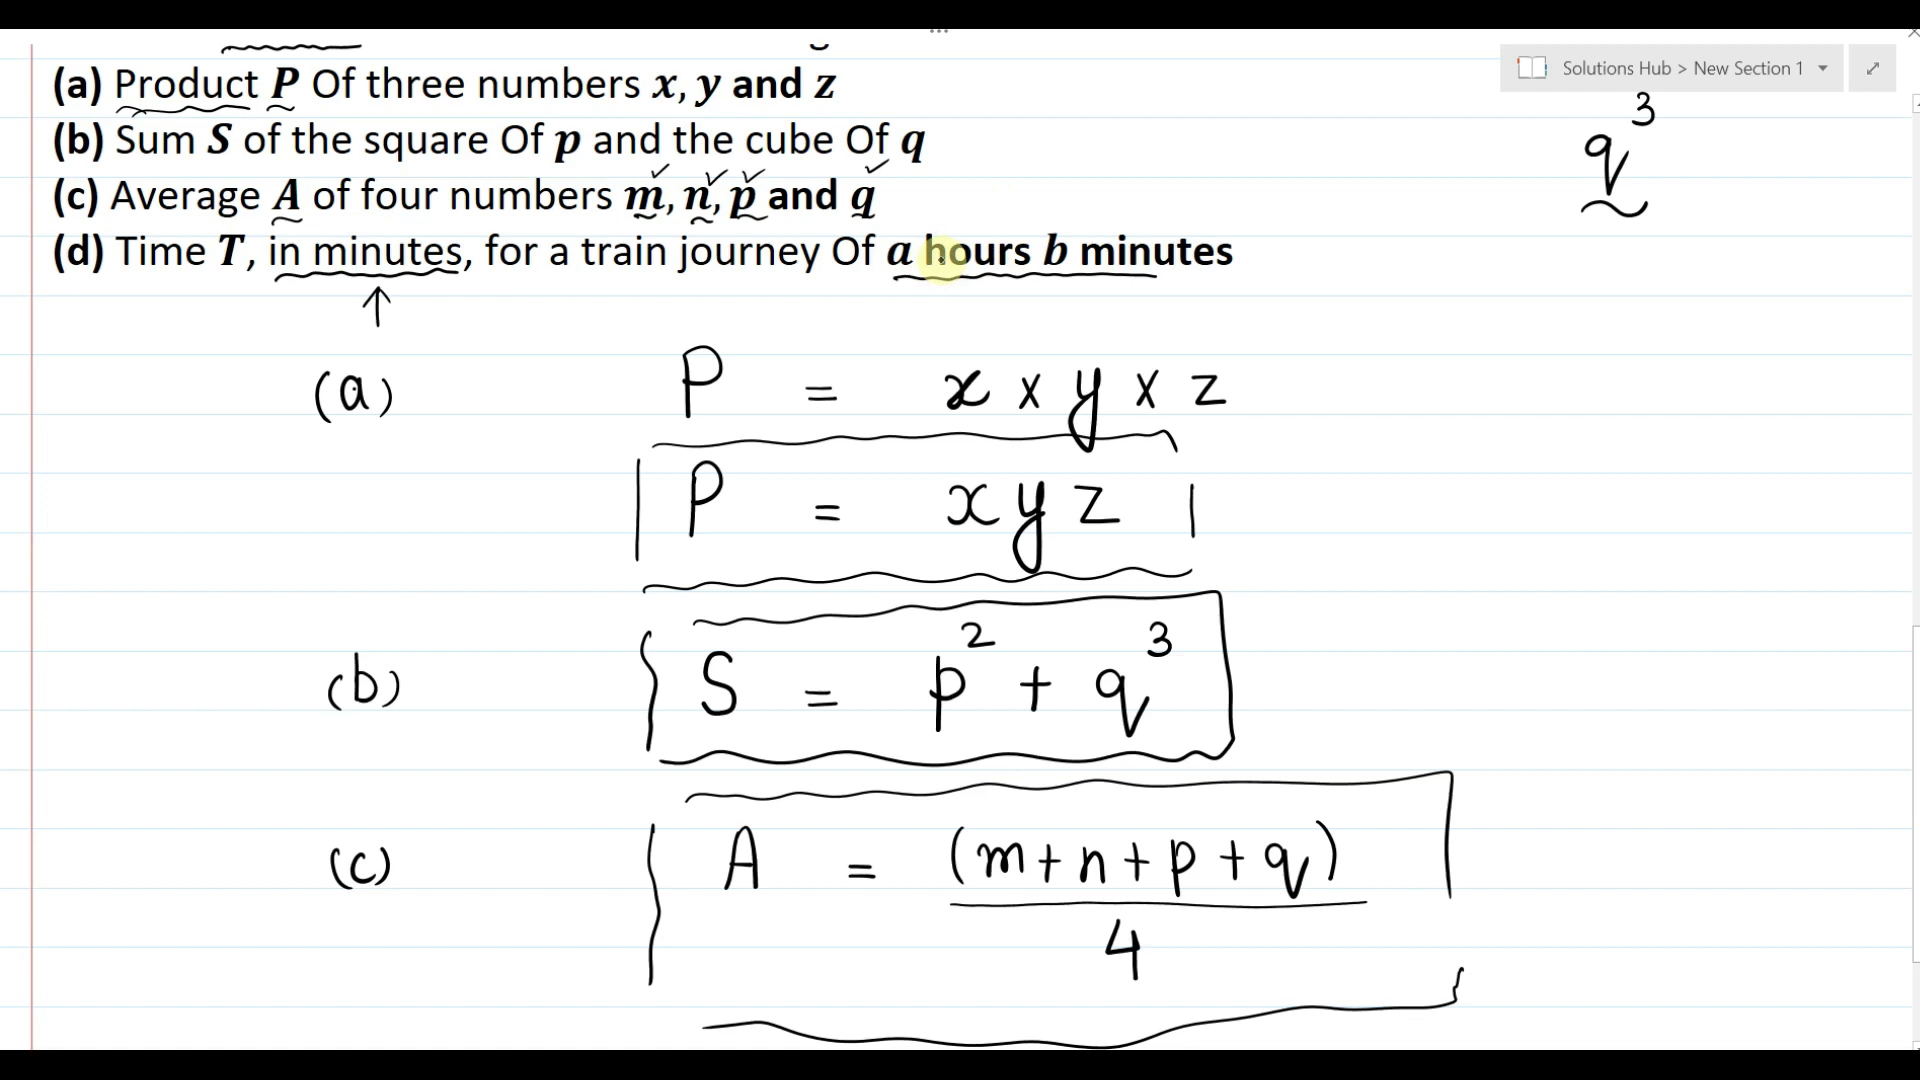 Solutions Hub > New Section 1
(a) Product P Of three numbers x, y and z
q³
(b) Sum S of the square Of p and the cube Of q
(c) Average A of four numbers m, n, p and q
(d) Time T, in minutes, for a train journey Of a hours b minutes
(a) P = x × y × z
P = xyz
(b) S = p² + q³
(c) A = (m+n+p+q)
4